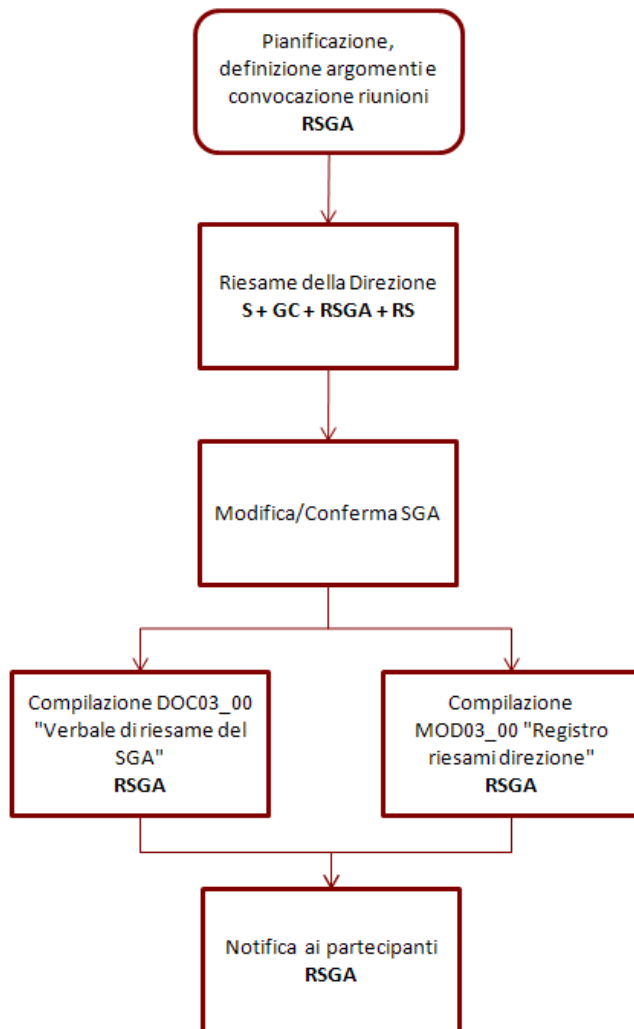 Pianificazione,
definizione argomenti e
convocazione riunioni
RSGA
Riesame della Direzione
S + GC + RSGA + RS
Modifica/Conferma SGA
Compilazione DOC03_00
"Verbale di riesame del
SGA"
RSGA
Compilazione
MOD03_00 "Registro
riesami direzione"
RSGA
Notifica ai partecipanti
RSGA